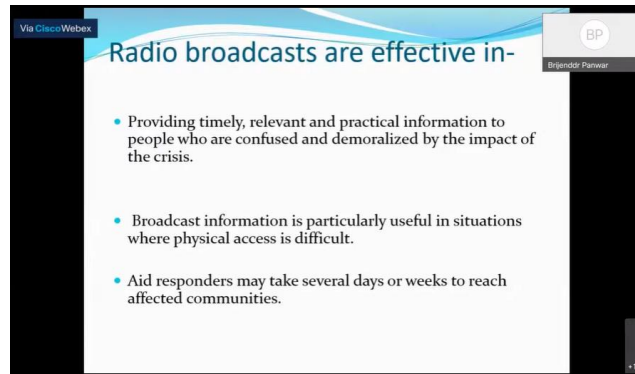 Via Cisco Webex
BP
Brijenddr Panwar
Radio broadcasts are effective in-
• Providing timely, relevant and practical information to
people who are confused and demoralized by the impact of
the crisis.
• Broadcast information is particularly useful in situations
where physical access is difficult.
• Aid responders may take several days or weeks to reach
affected communities.